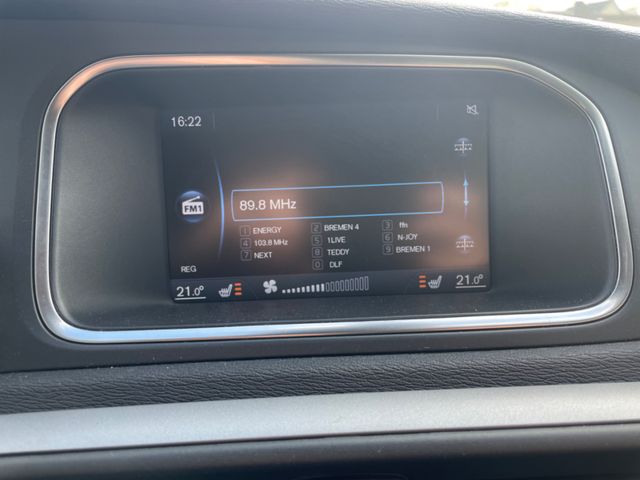 16:22
FM1
89.8 MHz
1 ENERGY 2 BREMEN 4 3 ffn
4 103.8 MHz 5 1LIVE 6 N-JOY
7 NEXT 8 TEDDY 9 BREMEN 1
0 DLF
REG
21.0° 21.0°